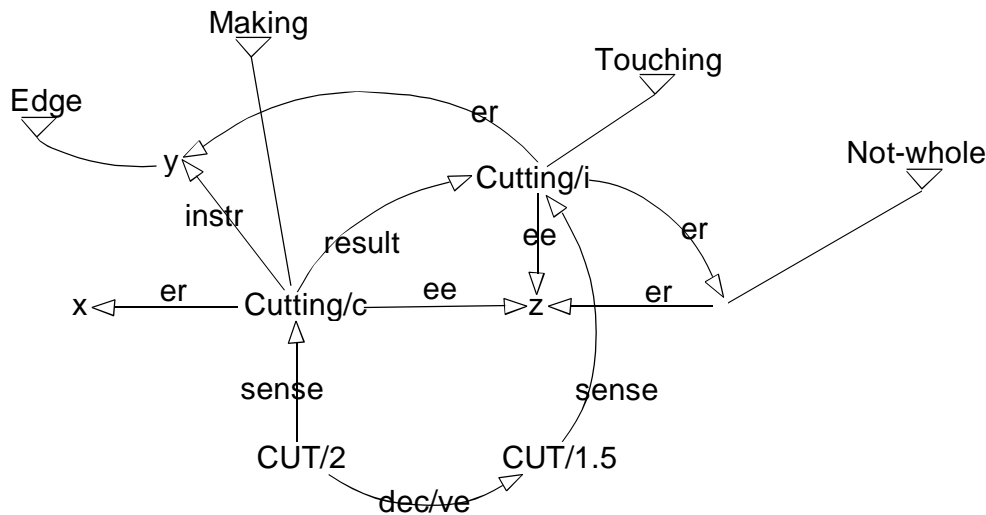 Making
Touching
Edge
er
Not-whole
y
Cutting/i
instr
result
ee
er
x
er
Cutting/c
ee
z
er
sense
sense
CUT/2
CUT/1.5
dec/ve